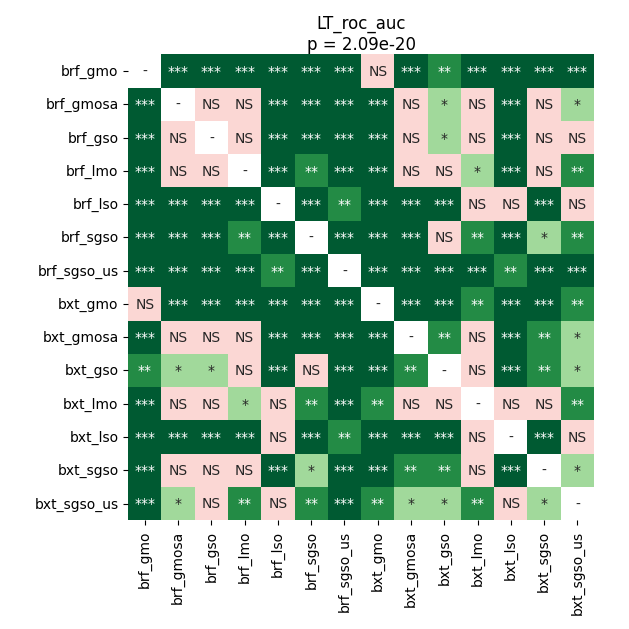 LT_roc_auc
p = 2.09e-20
brf_gmo - *** *** *** *** *** *** NS *** ** *** *** *** ***
brf_gmosa *** - NS NS *** *** *** *** NS * NS *** NS *
brf_gso *** NS - NS *** *** *** *** NS * NS *** NS NS
brf_lmo *** NS NS - *** ** *** *** NS NS * *** NS **
brf_lso *** *** *** *** - *** ** *** *** *** NS NS *** NS
brf_sgso *** *** *** ** *** - *** *** *** NS ** *** * **
brf_sgso_us *** *** *** *** ** *** - *** *** *** *** ** *** ***
bxt_gmo NS *** *** *** *** *** *** - *** *** ** *** *** **
bxt_gmosa *** NS NS NS *** *** *** *** - ** NS *** ** *
bxt_gso ** * * NS *** NS *** *** ** - NS *** ** *
bxt_lmo *** NS NS * NS ** *** ** NS NS - NS NS **
bxt_lso *** *** *** *** NS *** ** *** *** *** NS - *** NS
bxt_sgso *** NS NS NS *** * *** *** ** ** NS *** - *
bxt_sgso_us *** * NS ** NS ** *** ** * * ** NS * -
brf_gmo
brf_gmosa
brf_gso
brf_lmo
brf_lso
brf_sgso
brf_sgso_us
bxt_gmo
bxt_gmosa
bxt_gso
bxt_lmo
bxt_lso
bxt_sgso
bxt_sgso_us